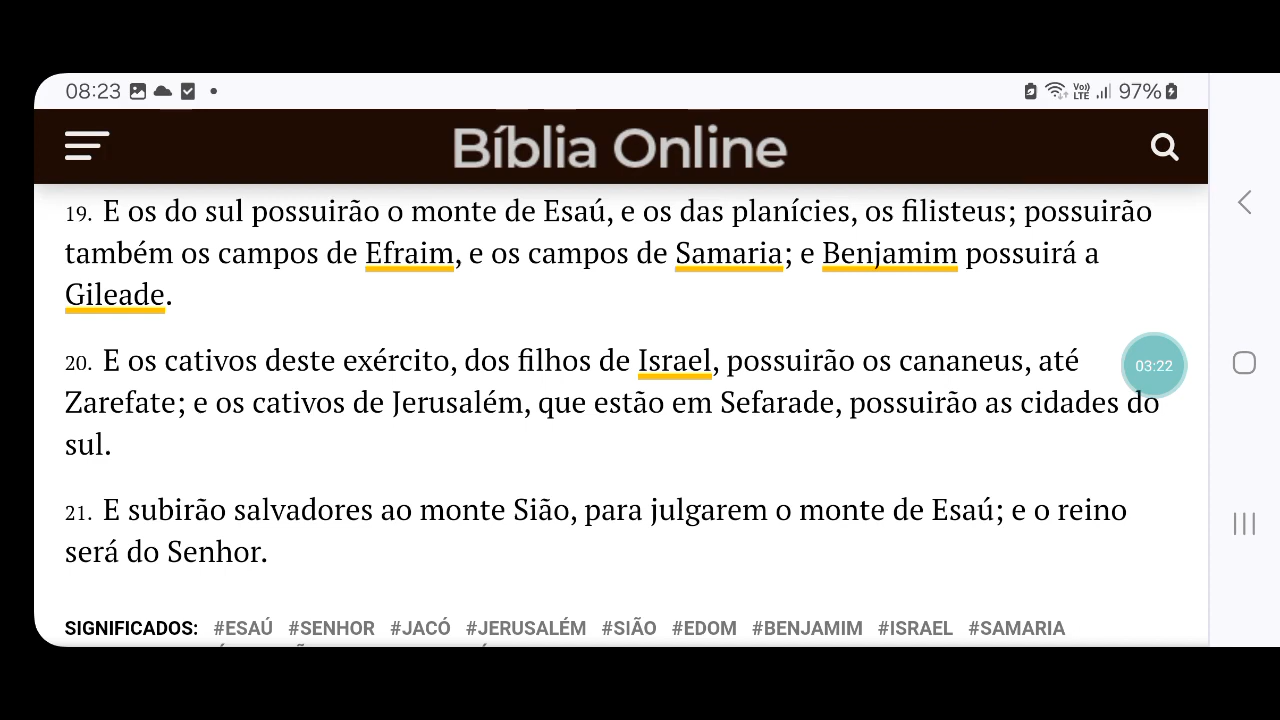 08:23 97%
Vo)) LTE
Bíblia Online
19. E os do sul possuirão o monte de Esaú, e os das planícies, os filisteus; possuirão
também os campos de Efraim, e os campos de Samaria; e Benjamim possuirá a
Gileade.
20. E os cativos deste exército, dos filhos de Israel, possuirão os cananeus, até
Zarefate; e os cativos de Jerusalém, que estão em Sefarade, possuirão as cidades do
sul.
03:22
21. E subirão salvadores ao monte Sião, para julgarem o monte de Esaú; e o reino
será do Senhor.
SIGNIFICADOS: #ESAÚ #SENHOR #JACÓ #JERUSALÉM #SIÃO #EDOM #BENJAMIM #ISRAEL #SAMARIA